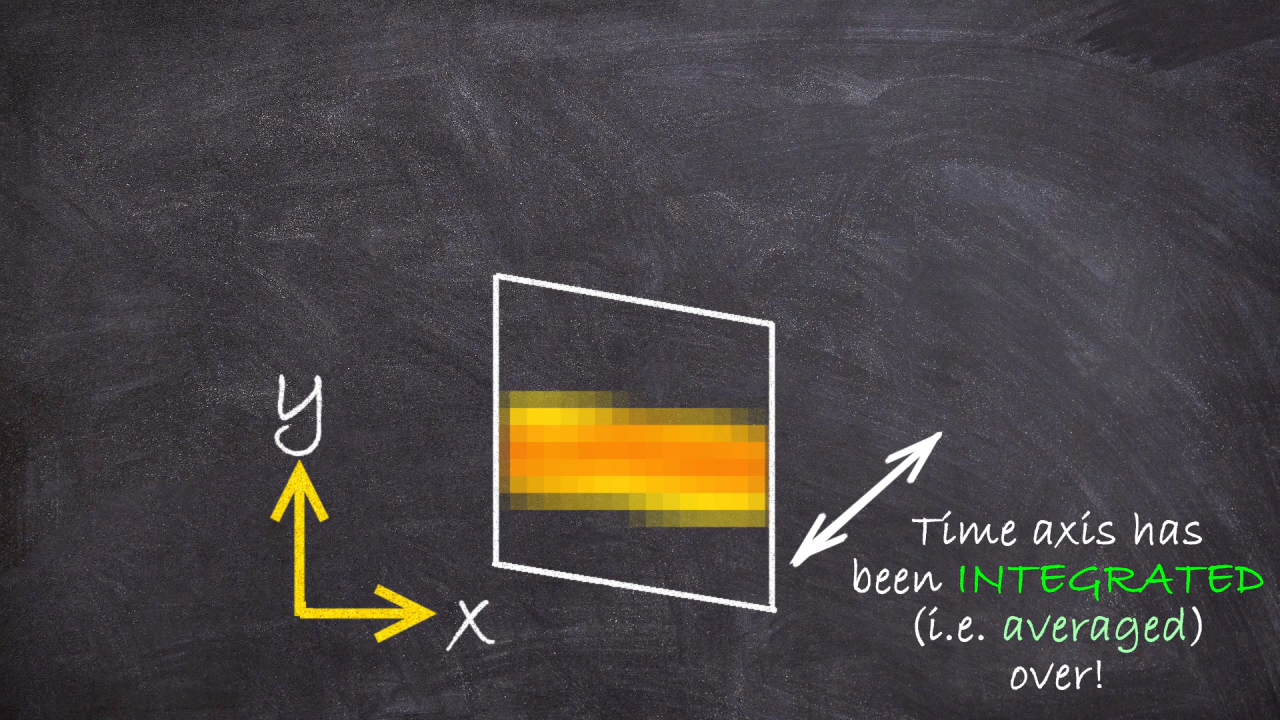 y
x
Time axis has
been INTEGRATED
(i.e. averaged)
over!